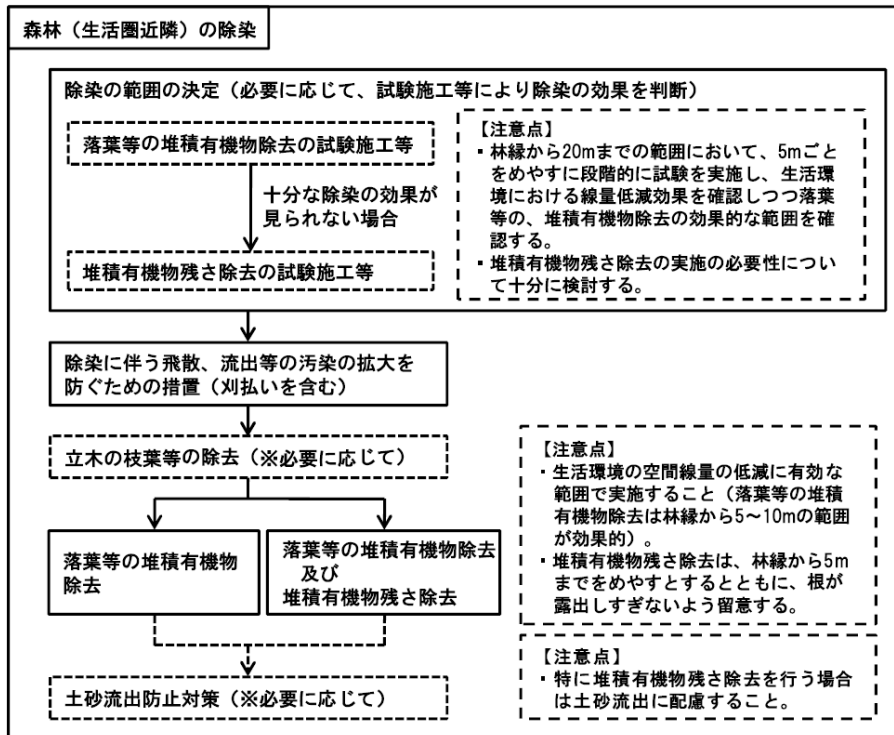 森林（生活圏近隣）の除染
除染の範囲の決定（必要に応じて、試験施工等により除染の効果を判断）
落葉等の堆積有機物除去の試験施工等
十分な除染の効果が
見られない場合
堆積有機物残さ除去の試験施工等
【注意点】
▪ 林縁から20mまでの範囲において、5mごと
をめやすに段階的に試験を実施し、生活環
境における線量低減効果を確認しつつ落葉
等の、堆積有機物除去の効果的な範囲を確
認する。
▪ 堆積有機物残さ除去の実施の必要性につい
て十分に検討する。
除染に伴う飛散、流出等の汚染の拡大を
防ぐための措置（刈払いを含む）
立木の枝葉等の除去（※必要に応じて）
落葉等の堆積有機物
除去
落葉等の堆積有機物除去
及び
堆積有機物残さ除去
【注意点】
▪ 生活環境の空間線量の低減に有効な
範囲で実施すること（落葉等の堆積
有機物除去は林縁から5～10mの範囲
が効果的）。
▪ 堆積有機物残さ除去は、林縁から5m
までをめやすとするとともに、根が
露出しすぎないよう留意する。
土砂流出防止対策（※必要に応じて）
【注意点】
▪ 特に堆積有機物残さ除去を行う場合
は土砂流出に配慮すること。